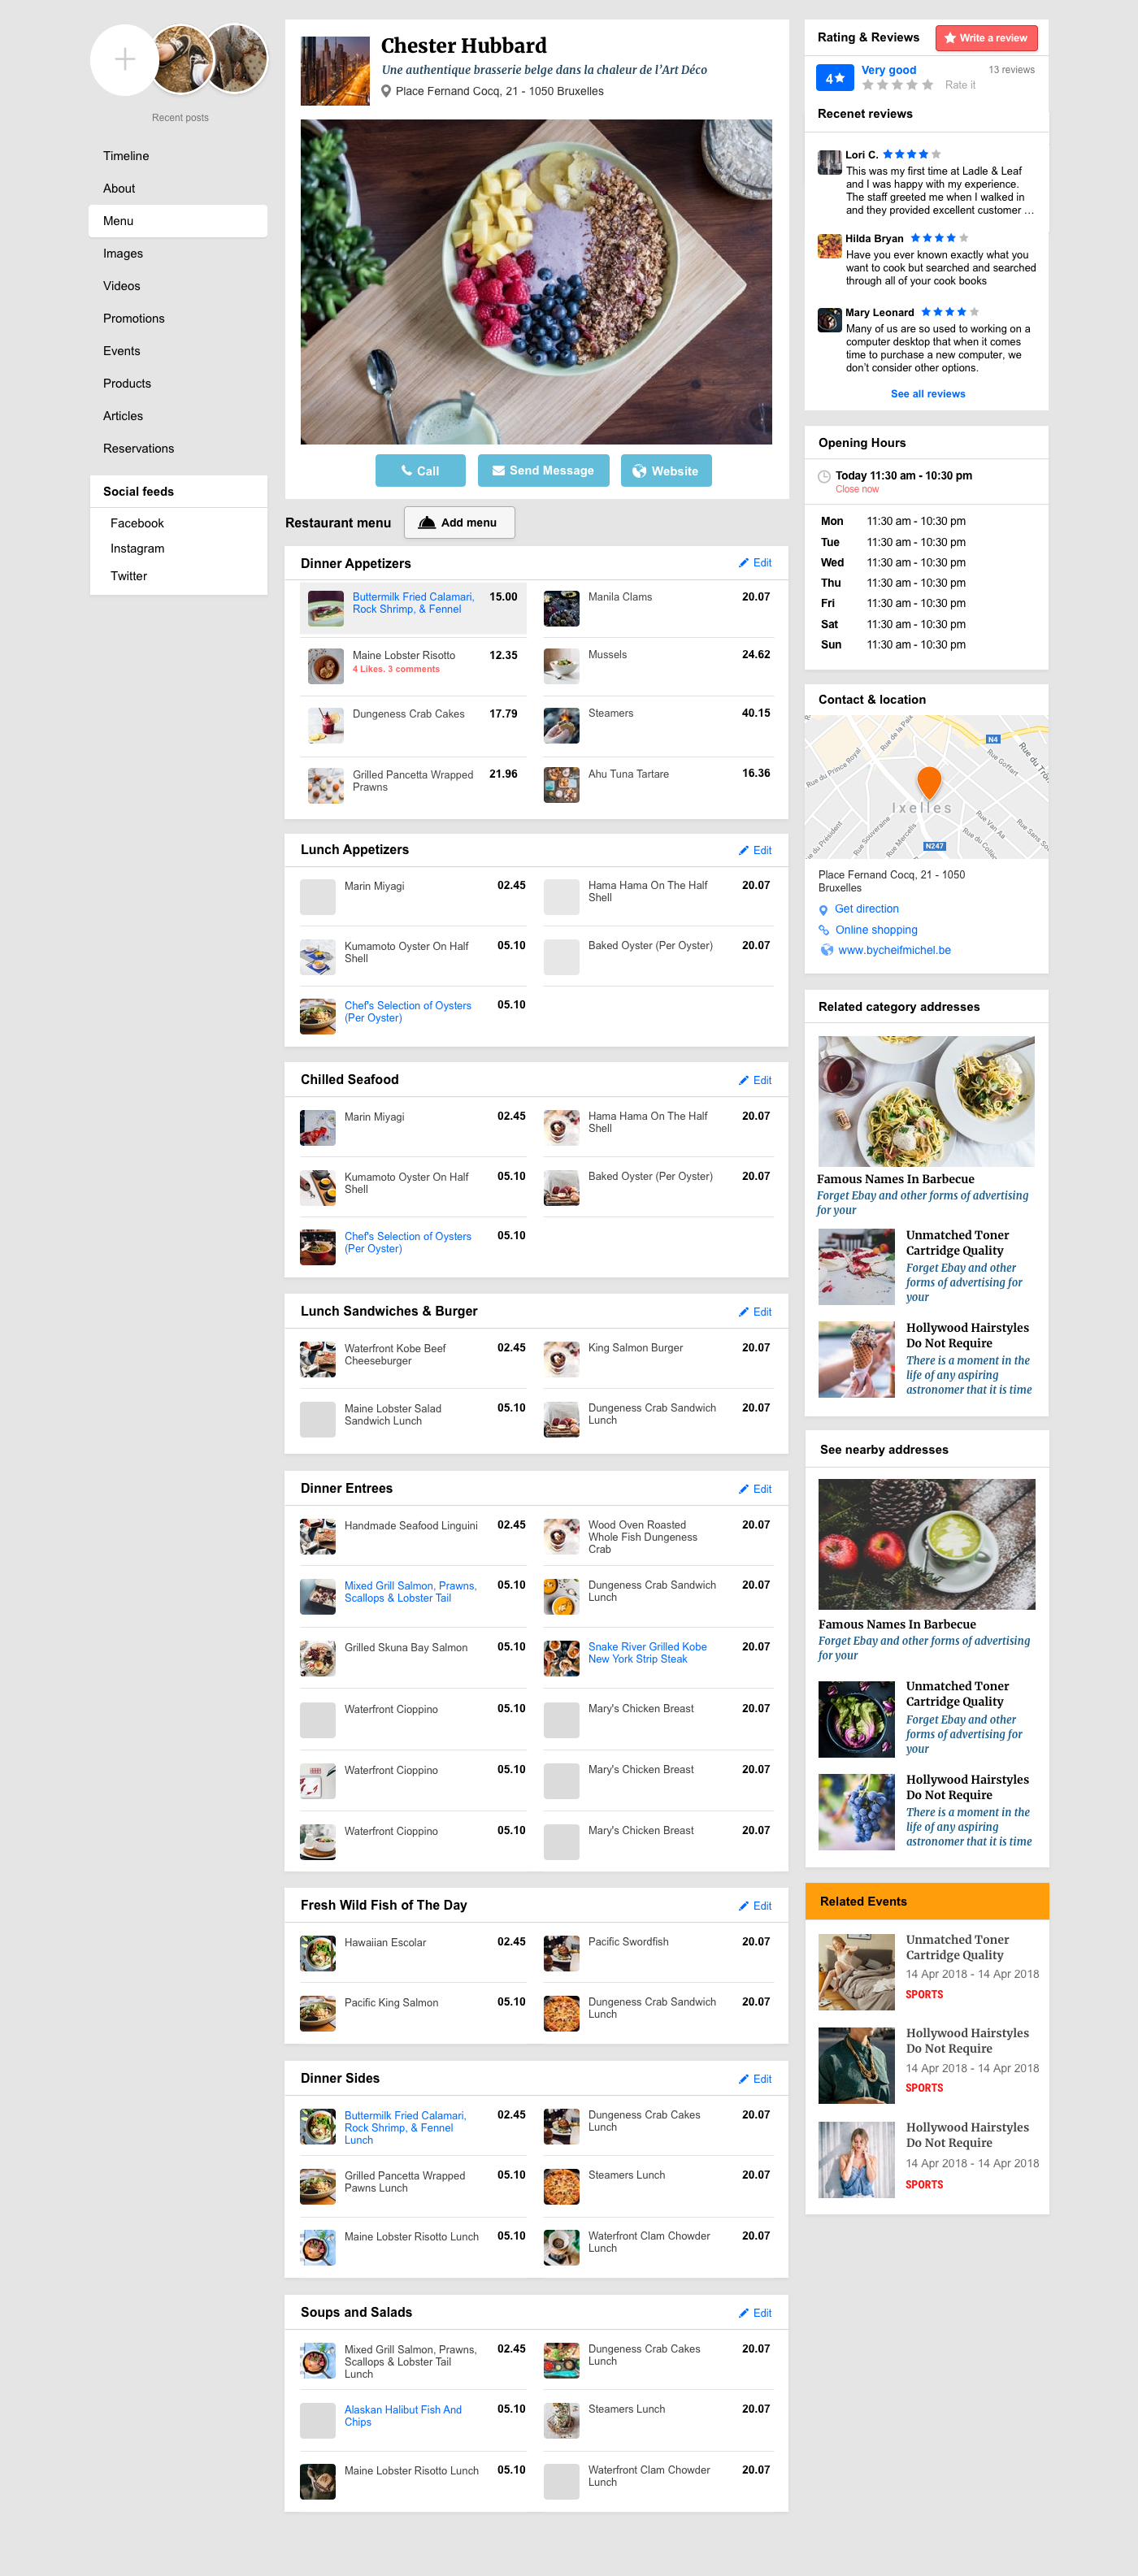 Recent posts
Timeline
About
Menu
Images
Videos
Promotions
Events
Products
Articles
Reservations
Social feeds
Facebook
Instagram
Twitter
Chester Hubbard
Une authentique brasserie belge dans la chaleur de l'Art Déco
Place Fernand Cocq, 21 - 1050 Bruxelles
Call
Send Message
Website
Restaurant menu
Add menu
Dinner Appetizers
Edit
Buttermilk Fried Calamari,
Rock Shrimp, & Fennel
15.00
Manila Clams
20.07
Maine Lobster Risotto
4 Likes. 3 comments
12.35
Mussels
24.62
Dungeness Crab Cakes
17.79
Steamers
40.15
Grilled Pancetta Wrapped
Prawns
21.96
Ahu Tuna Tartare
16.36
Lunch Appetizers
Edit
Marin Miyagi
02.45
Hama Hama On The Half
Shell
20.07
Kumamoto Oyster On Half
Shell
05.10
Baked Oyster (Per Oyster)
20.07
Chef's Selection of Oysters
(Per Oyster)
05.10
Chilled Seafood
Edit
Marin Miyagi
02.45
Hama Hama On The Half
Shell
20.07
Kumamoto Oyster On Half
Shell
05.10
Baked Oyster (Per Oyster)
20.07
Chef's Selection of Oysters
(Per Oyster)
05.10
Lunch Sandwiches & Burger
Edit
Waterfront Kobe Beef
Cheeseburger
02.45
King Salmon Burger
20.07
Maine Lobster Salad
Sandwich Lunch
05.10
Dungeness Crab Sandwich
Lunch
20.07
Dinner Entrees
Edit
Handmade Seafood Linguini
02.45
Wood Oven Roasted
Whole Fish Dungeness
Crab
20.07
Mixed Grill Salmon, Prawns,
Scallops & Lobster Tail
05.10
Dungeness Crab Sandwich
Lunch
20.07
Grilled Skuna Bay Salmon
05.10
Snake River Grilled Kobe
New York Strip Steak
20.07
Waterfront Cioppino
05.10
Mary's Chicken Breast
20.07
Waterfront Cioppino
05.10
Mary's Chicken Breast
20.07
Waterfront Cioppino
05.10
Mary's Chicken Breast
20.07
Fresh Wild Fish of The Day
Edit
Hawaiian Escolar
02.45
Pacific Swordfish
20.07
Pacific King Salmon
05.10
Dungeness Crab Sandwich
Lunch
20.07
Dinner Sides
Edit
Buttermilk Fried Calamari,
Rock Shrimp, & Fennel
Lunch
02.45
Dungeness Crab Cakes
Lunch
20.07
Grilled Pancetta Wrapped
Pawns Lunch
05.10
Steamers Lunch
20.07
Maine Lobster Risotto Lunch
05.10
Waterfront Clam Chowder
Lunch
20.07
Soups and Salads
Edit
Mixed Grill Salmon, Prawns,
Scallops & Lobster Tail
Lunch
02.45
Dungeness Crab Cakes
Lunch
20.07
Alaskan Halibut Fish And
Chips
05.10
Steamers Lunch
20.07
Maine Lobster Risotto Lunch
05.10
Waterfront Clam Chowder
Lunch
20.07
Rating & Reviews
Write a review
4
Very good
13 reviews
Rate it
Recenet reviews
Lori C.
This was my first time at Ladle & Leaf
and I was happy with my experience.
The staff greeted me when I walked in
and they provided excellent customer ...
Hilda Bryan
Have you ever known exactly what you
want to cook but searched and searched
through all of your cook books
Mary Leonard
Many of us are so used to working on a
computer desktop that when it comes
time to purchase a new computer, we
don't consider other options.
See all reviews
Opening Hours
Today 11:30 am - 10:30 pm
Close now
Mon 11:30 am - 10:30 pm
Tue 11:30 am - 10:30 pm
Wed 11:30 am - 10:30 pm
Thu 11:30 am - 10:30 pm
Fri 11:30 am - 10:30 pm
Sat 11:30 am - 10:30 pm
Sun 11:30 am - 10:30 pm
Contact & location
Rue de la Paix
N4
Rue du Prince Royal
Rue Goffart
Rue du Trôn
Ixelles
Rue du Président
Rue Souveraine
Rue Mercelis
N247
Rue du Collège
Rue Van Aa
Rue Sans So
Place Fernand Cocq, 21 - 1050
Bruxelles
Get direction
Online shopping
www.bycheifmichel.be
Related category addresses
Famous Names In Barbecue
Forget Ebay and other forms of advertising
for your
Unmatched Toner
Cartridge Quality
Forget Ebay and other
forms of advertising for
your
Hollywood Hairstyles
Do Not Require
There is a moment in the
life of any aspiring
astronomer that it is time
See nearby addresses
Famous Names In Barbecue
Forget Ebay and other forms of advertising
for your
Unmatched Toner
Cartridge Quality
Forget Ebay and other
forms of advertising for
your
Hollywood Hairstyles
Do Not Require
There is a moment in the
life of any aspiring
astronomer that it is time
Related Events
Unmatched Toner
Cartridge Quality
14 Apr 2018 - 14 Apr 2018
SPORTS
Hollywood Hairstyles
Do Not Require
14 Apr 2018 - 14 Apr 2018
SPORTS
Hollywood Hairstyles
Do Not Require
14 Apr 2018 - 14 Apr 2018
SPORTS